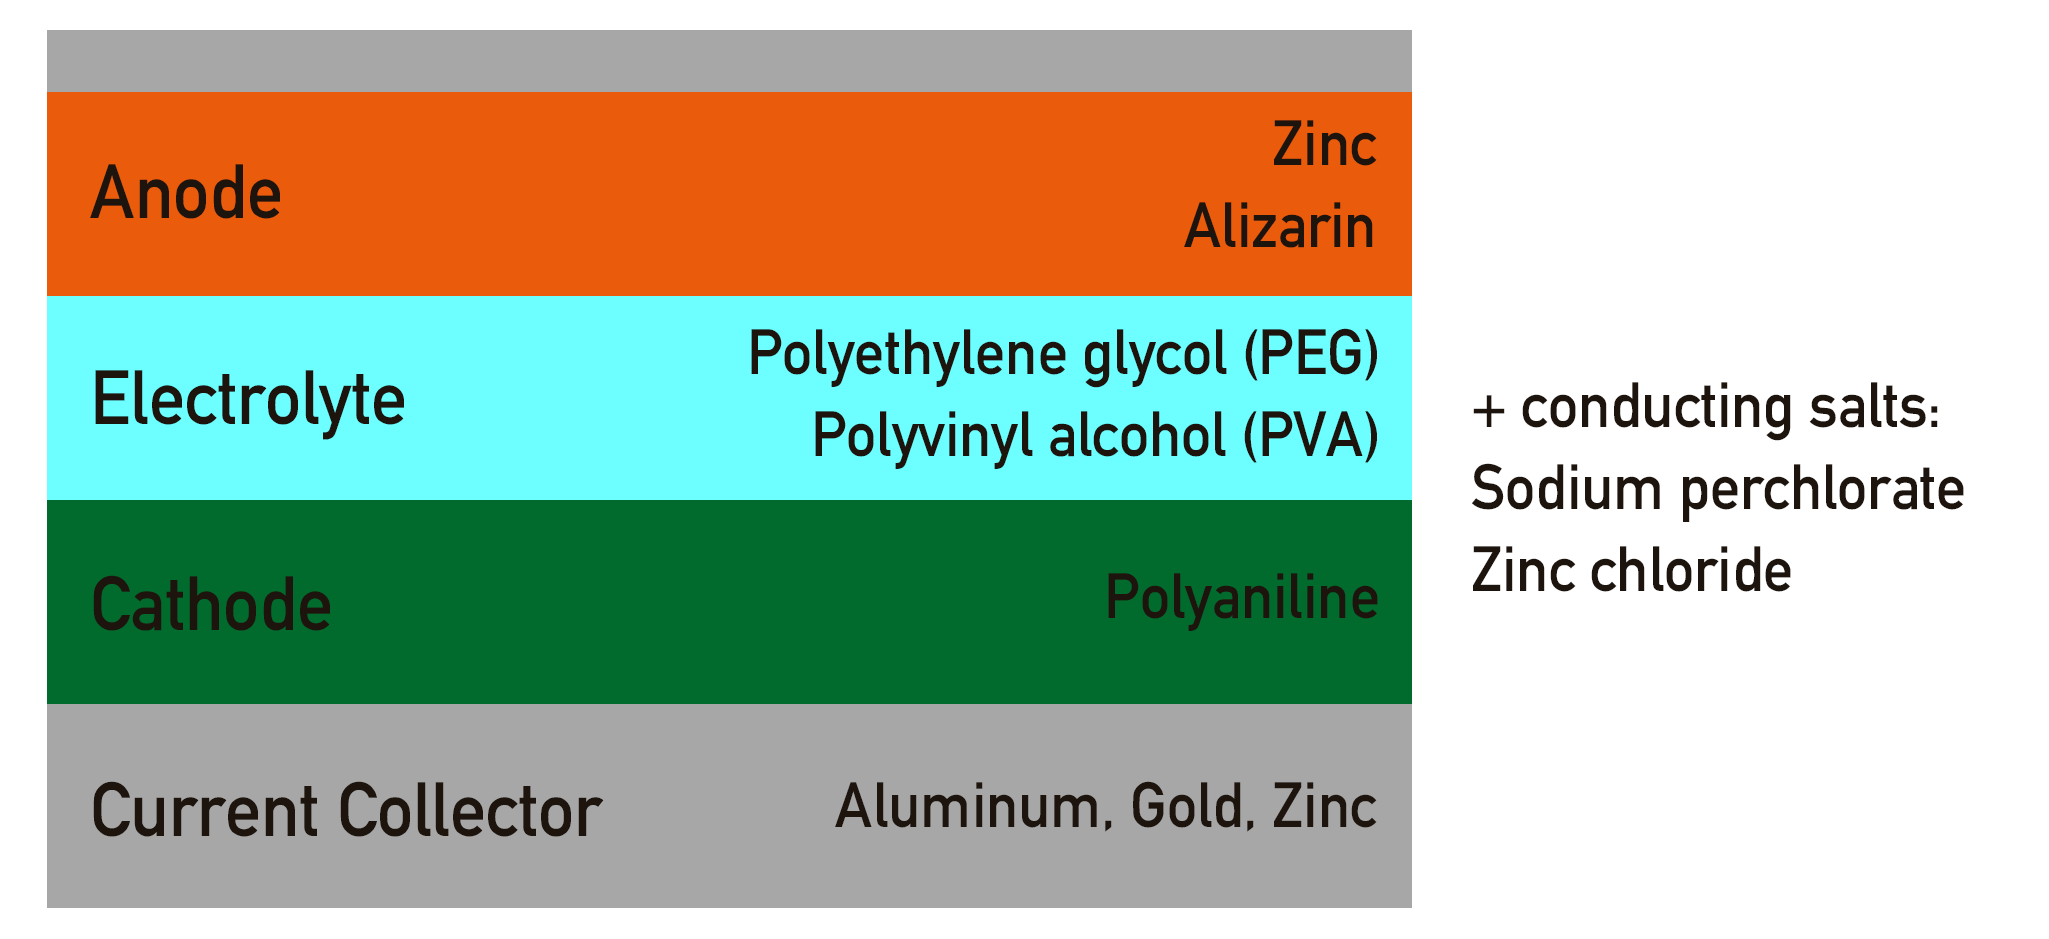 Anode
Zinc
Alizarin
Electrolyte
Polyethylene glycol (PEG)
Polyvinyl alcohol (PVA)
+ conducting salts:
Sodium perchlorate
Zinc chloride
Cathode
Polyaniline
Current Collector
Aluminum, Gold, Zinc